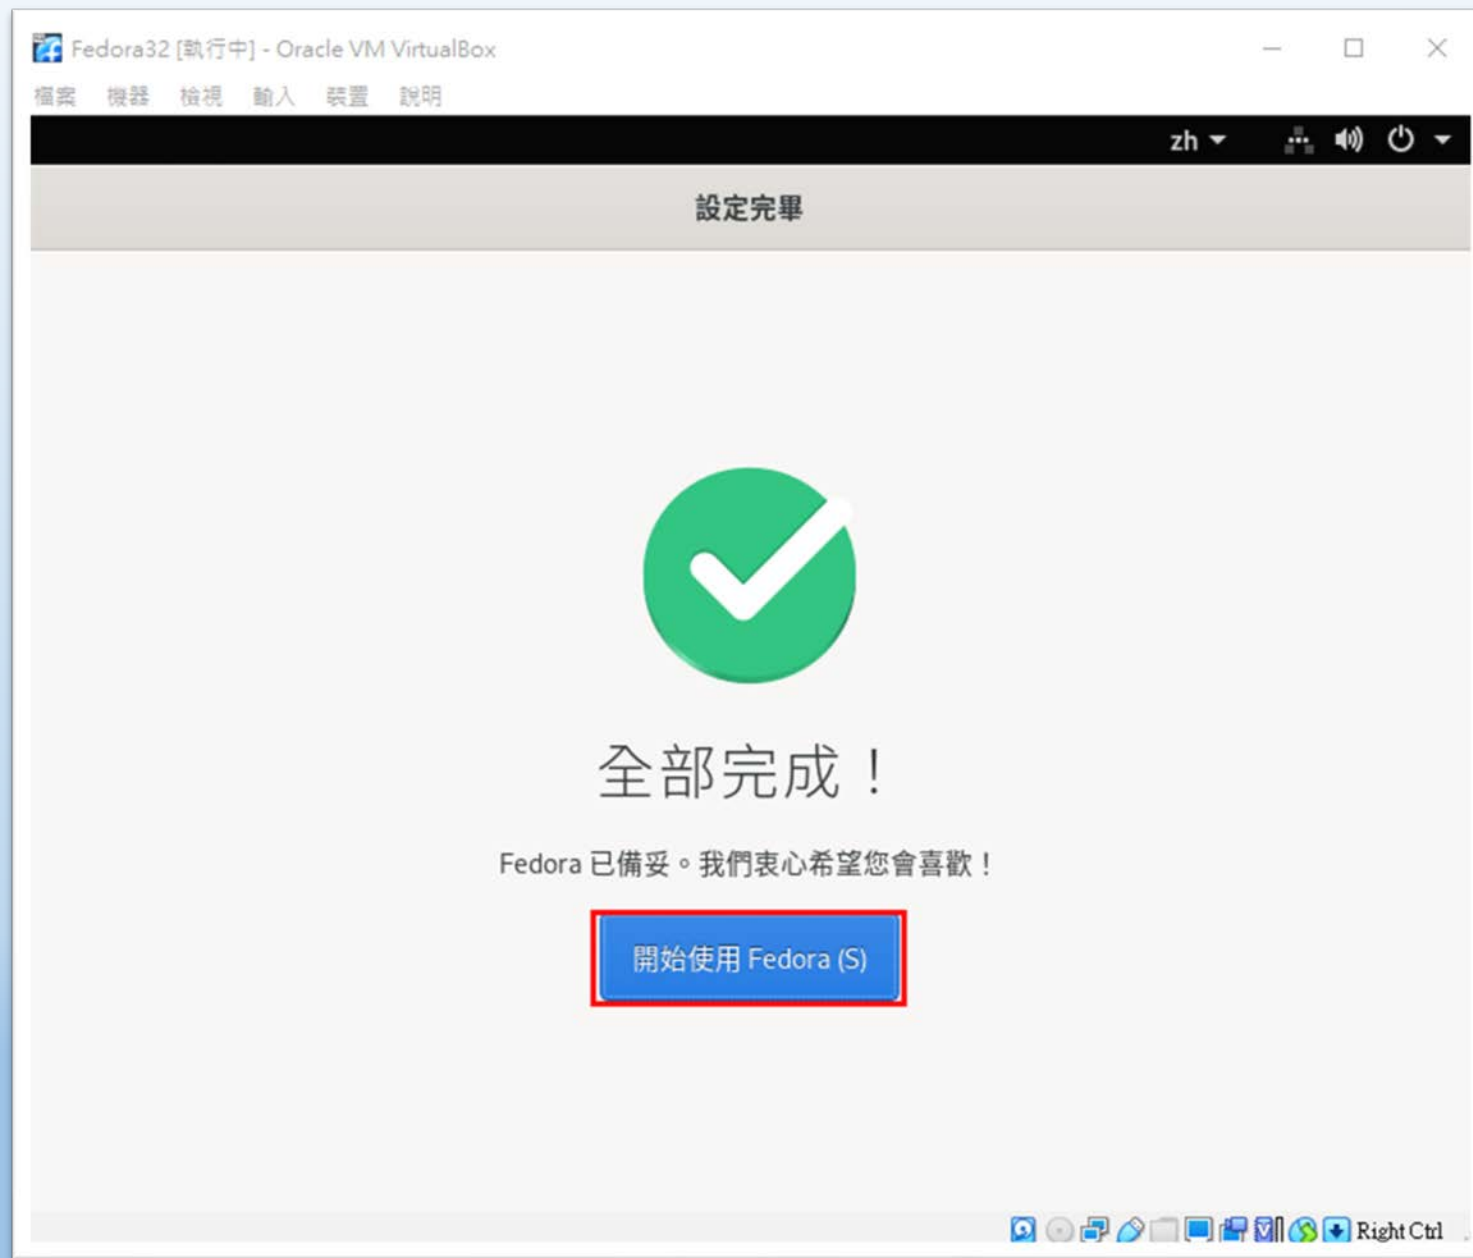 Fedora32 [執行中] - Oracle VM VirtualBox
檔案 機器 檢視 輸入 裝置 說明
zh
設定完畢
全部完成！
Fedora 已備妥。我們衷心希望您會喜歡！
開始使用 Fedora (S)
Right Ctrl